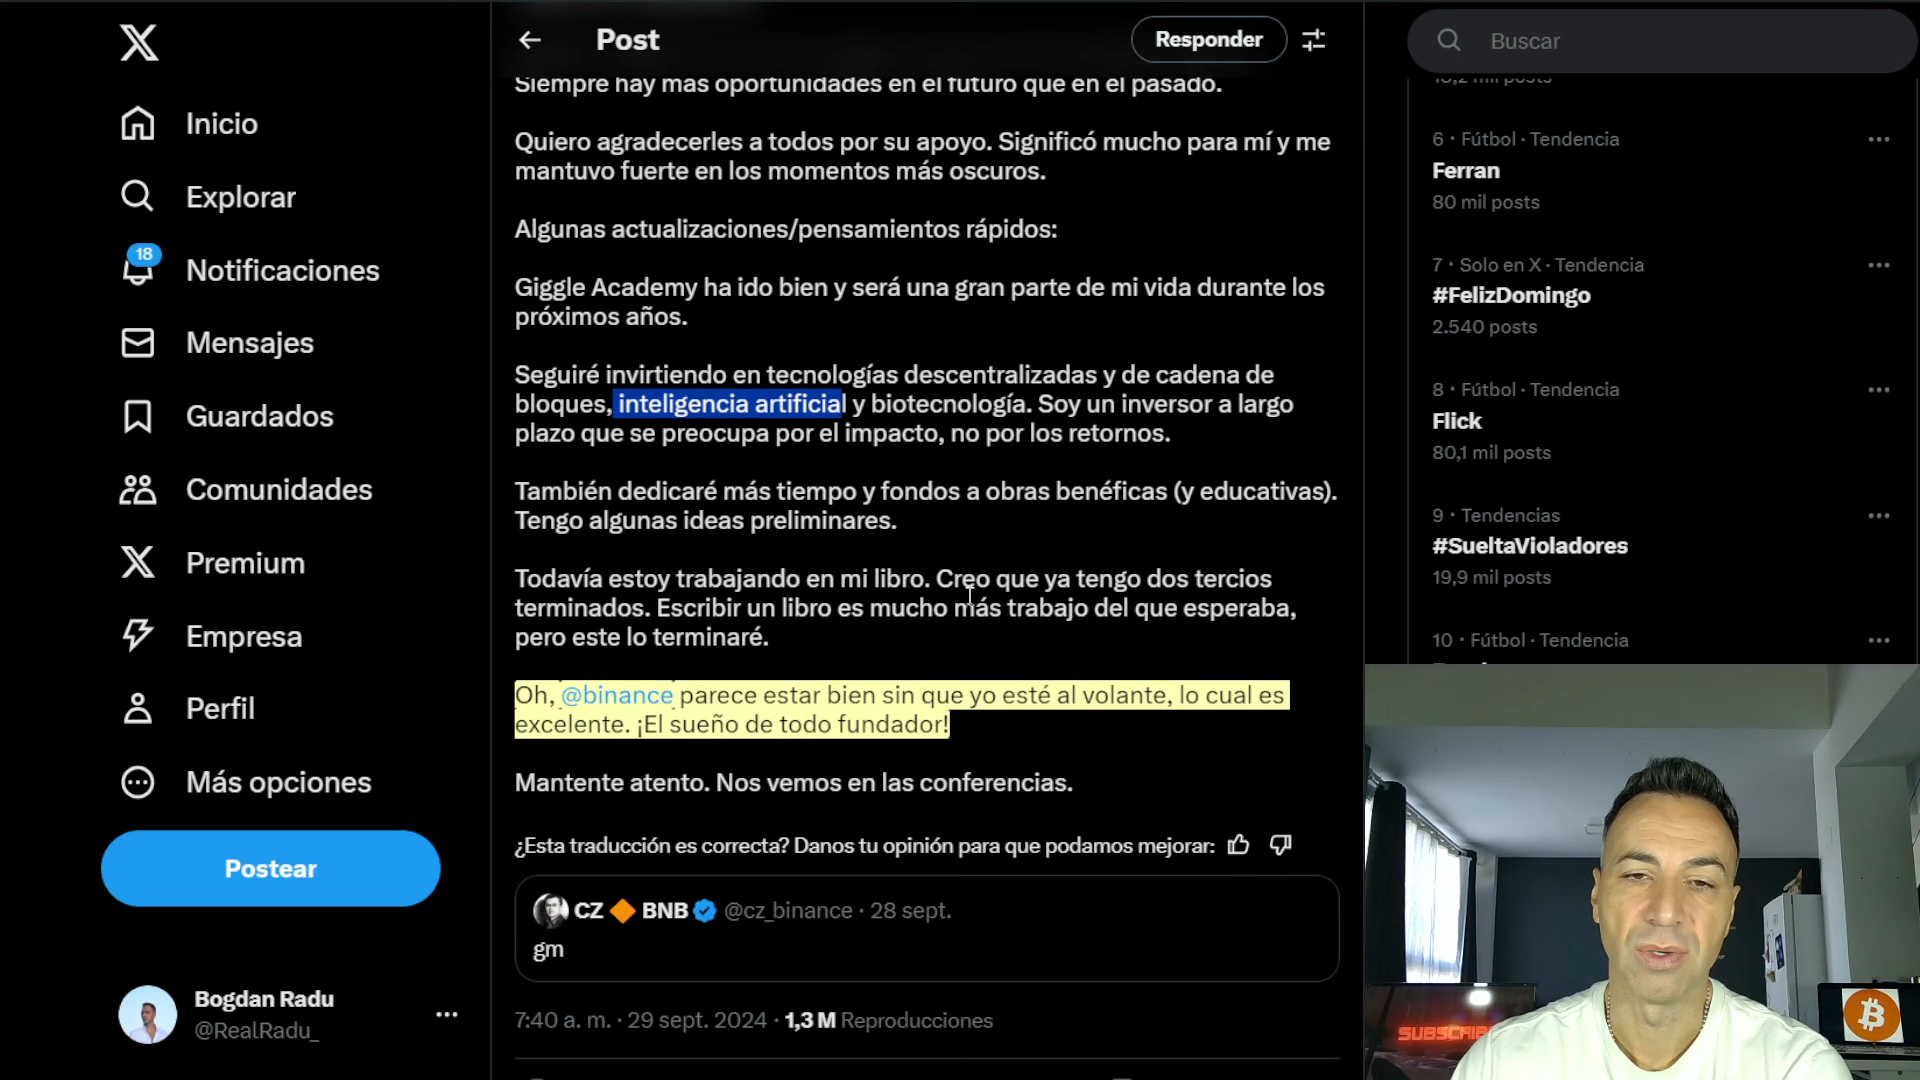 Post
Responder
Buscar
Siempre hay más oportunidades en el futuro que en el pasado.
Quiero agradecerles a todos por su apoyo. Significó mucho para mí y me
mantuvo fuerte en los momentos más oscuros.
Algunas actualizaciones/pensamientos rápidos:
Giggle Academy ha ido bien y será una gran parte de mi vida durante los
próximos años.
Seguiré invirtiendo en tecnologías descentralizadas y de cadena de
bloques, inteligencia artificial y biotecnología. Soy un inversor a largo
plazo que se preocupa por el impacto, no por los retornos.
También dedicaré más tiempo y fondos a obras benéficas (y educativas).
Tengo algunas ideas preliminares.
Todavía estoy trabajando en mi libro. Creo que ya tengo dos tercios
terminados. Escribir un libro es mucho más trabajo del que esperaba,
pero este lo terminaré.
Oh, @binance parece estar bien sin que yo esté al volante, lo cual es
excelente. ¡El sueño de todo fundador!
Mantente atento. Nos vemos en las conferencias.
¿Esta traducción es correcta? Danos tu opinión para que podamos mejorar:
CZ 🔶 BNB @cz_binance · 28 sept.
gm
7:40 a. m. · 29 sept. 2024 · 1,3 M Reproducciones
Inicio
Explorar
18
Notificaciones
Mensajes
Guardados
Comunidades
Premium
Empresa
Perfil
Más opciones
Postear
Bogdan Radu
@RealRadu_
6 · Fútbol · Tendencia
Ferran
80 mil posts
7 · Solo en X · Tendencia
#FelizDomingo
2.540 posts
8 · Fútbol · Tendencia
Flick
80,1 mil posts
9 · Tendencias
#SueltaVioladores
19,9 mil posts
10 · Fútbol · Tendencia